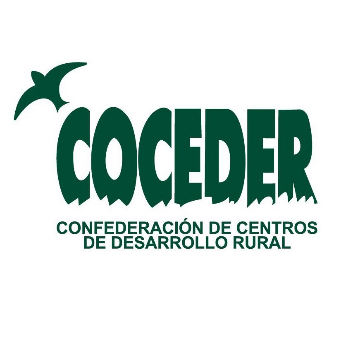 COCEDER
CONFEDERACIÓN DE CENTROS
DE DESARROLLO RURAL